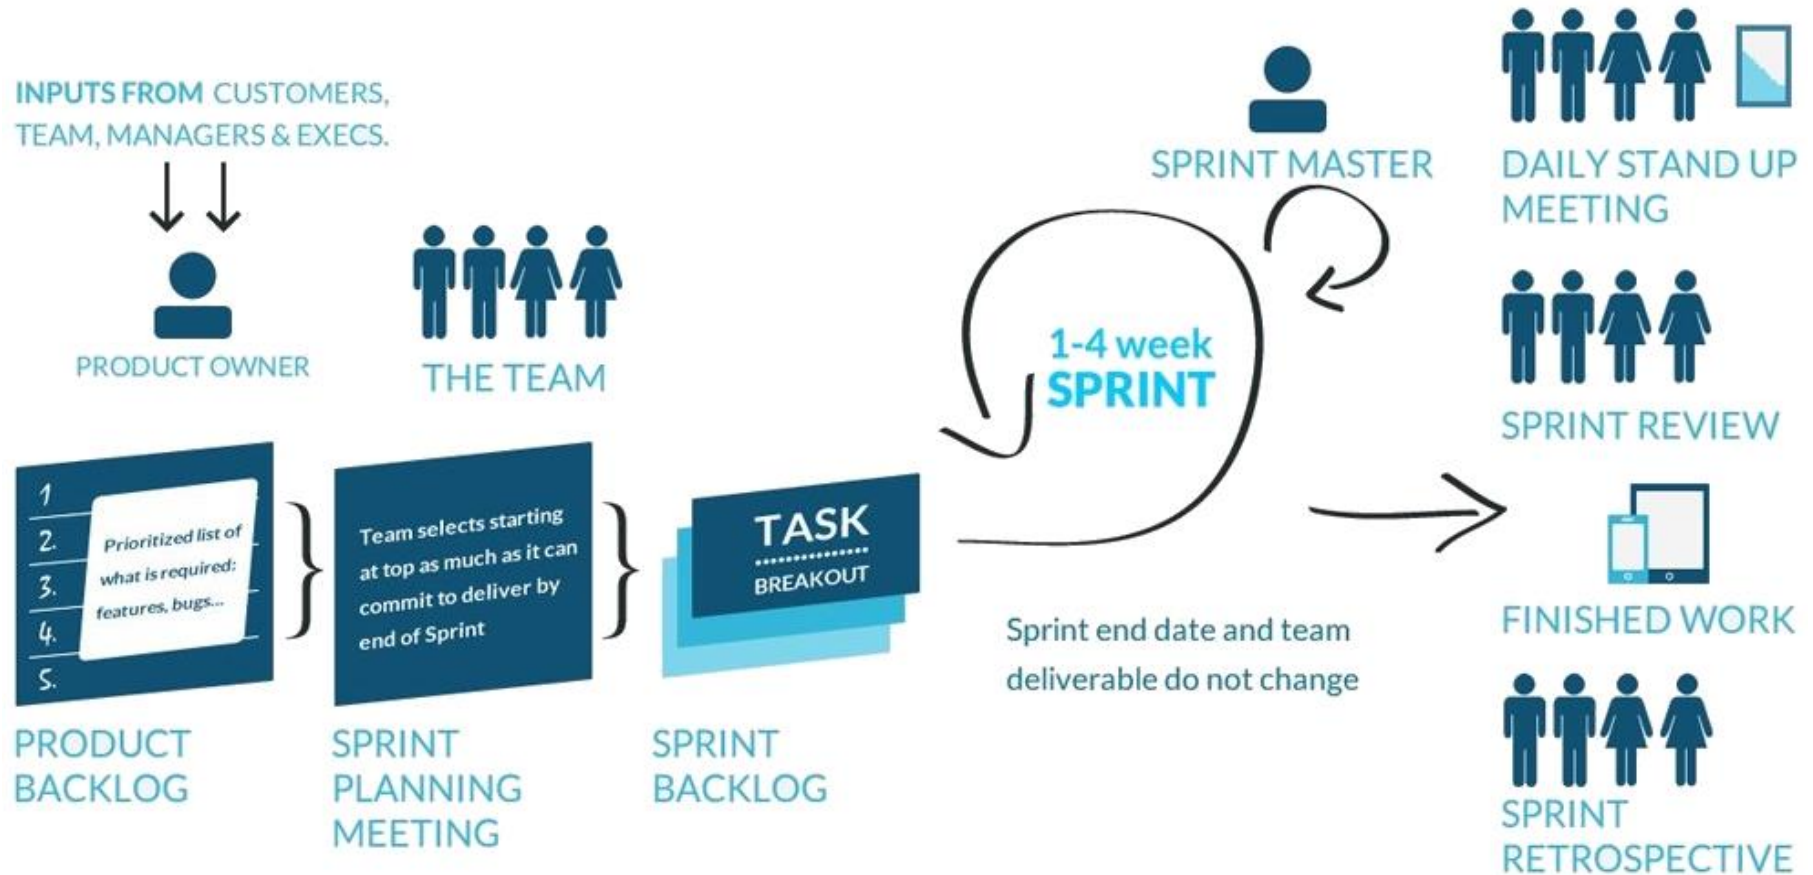 INPUTS FROM CUSTOMERS,
TEAM, MANAGERS & EXECS.
PRODUCT OWNER
THE TEAM
1
2.
3.
4.
5.
Prioritized list of
what is required:
features, bugs...
PRODUCT
BACKLOG
Team selects starting
at top as much as it can
commit to deliver by
end of Sprint
SPRINT
PLANNING
MEETING
TASK
BREAKOUT
SPRINT
BACKLOG
1-4 week
SPRINT
Sprint end date and team
deliverable do not change
SPRINT MASTER
DAILY STAND UP
MEETING
SPRINT REVIEW
FINISHED WORK
SPRINT
RETROSPECTIVE